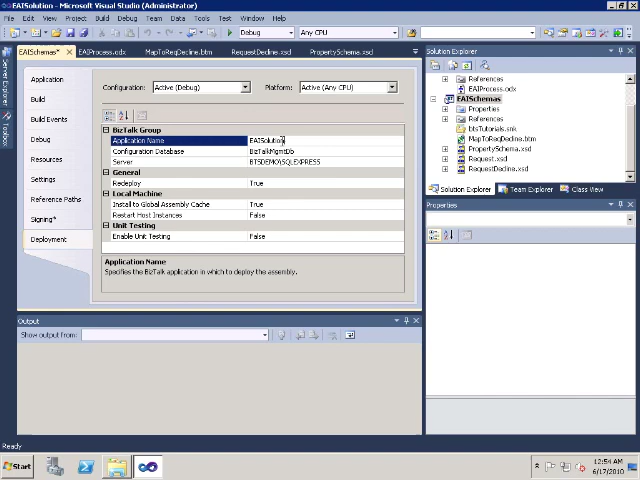 EAISolution - Microsoft Visual Studio (Administrator)
File Edit View Project Build Debug Team Data Tools Test Window Help
Debug Any CPU
EAISchemas* EAIProcess.odx MapToReqDecline.btm RequestDecline.xsd PropertySchema.xsd
Server Explorer
Toolbox
Application
Build
Build Events
Debug
Resources
Settings
Reference Paths
Signing*
Deployment
Configuration: Active (Debug) Platform: Active (Any CPU)
BizTalk Group
Application Name EAISolution
Configuration Database BizTalkMgmtDb
Server BTSDEMO\SQLEXPRESS
General
Redeploy True
Local Machine
Install to Global Assembly Cache True
Restart Host Instances False
Unit Testing
Enable Unit Testing False
Application Name
Specifies the BizTalk application in which to deploy the assembly.
Output
Show output from:
Solution Explorer
References
EAIProcess.odx
EAISchemas
Properties
References
btsTutorials.snk
MapToReqDecline.btm
PropertySchema.xsd
Request.xsd
RequestDecline.xsd
Solution Explorer Team Explorer Class View
Properties
Ready
Start
12:54 AM
6/17/2010